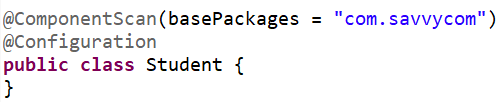 @ComponentScan(basePackages = "com.savvycom")
@Configuration
public class Student {
}